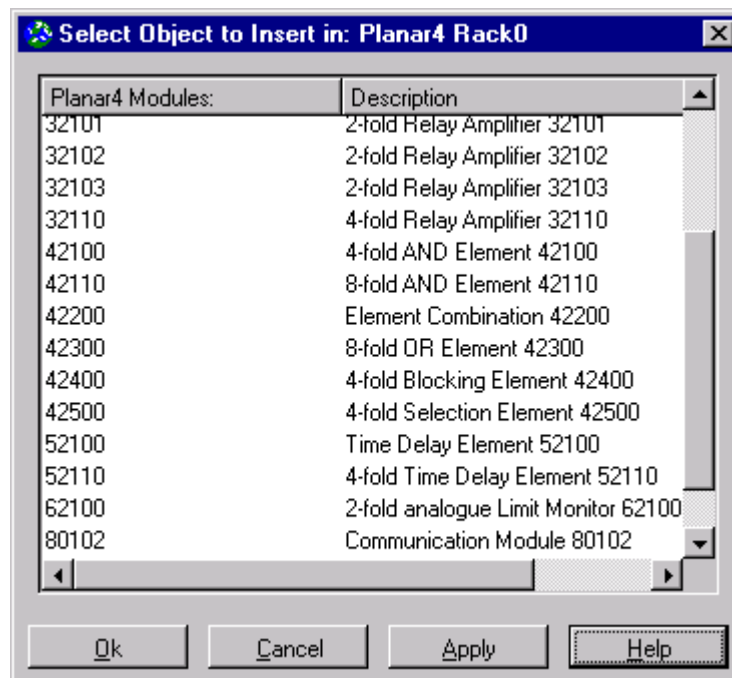 Select Object to Insert in: Planar4 Rack0
Planar4 Modules: Description
32101 2-fold Relay Amplifier 32101
32102 2-fold Relay Amplifier 32102
32103 2-fold Relay Amplifier 32103
32110 4-fold Relay Amplifier 32110
42100 4-fold AND Element 42100
42110 8-fold AND Element 42110
42200 Element Combination 42200
42300 8-fold OR Element 42300
42400 4-fold Blocking Element 42400
42500 4-fold Selection Element 42500
52100 Time Delay Element 52100
52110 4-fold Time Delay Element 52110
62100 2-fold analogue Limit Monitor 62100
80102 Communication Module 80102
Ok Cancel Apply Help